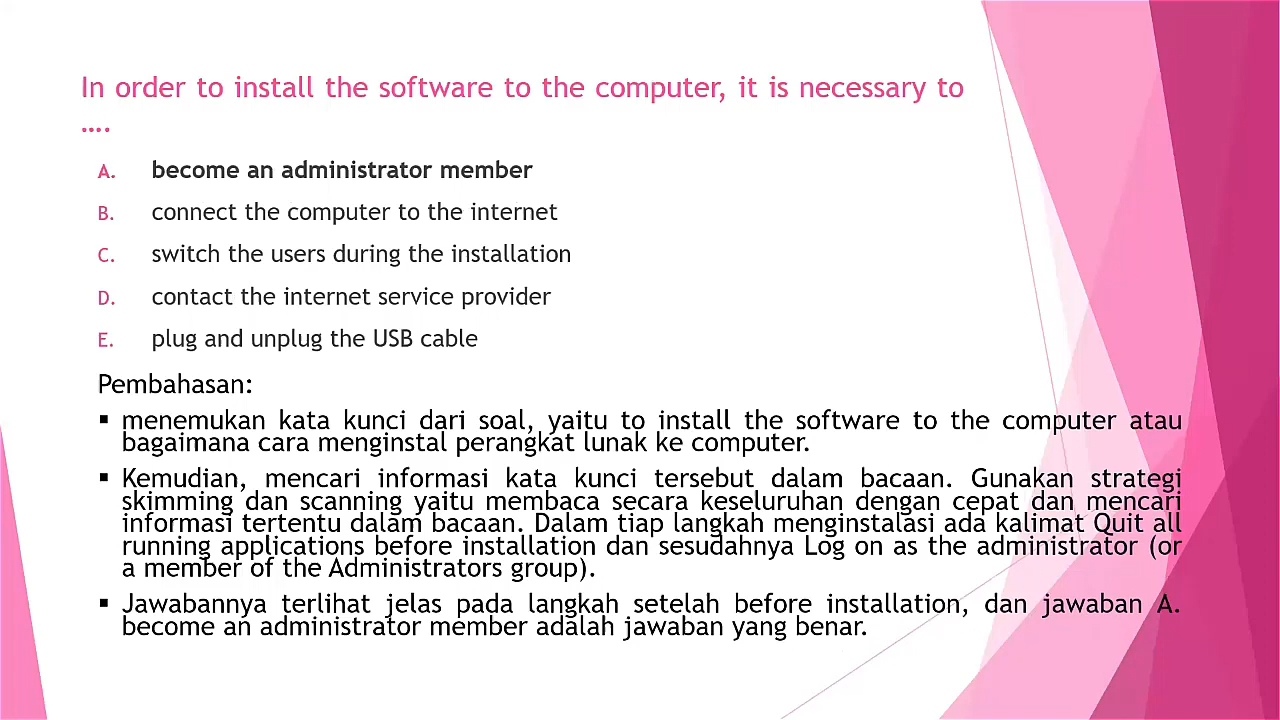 In order to install the software to the computer, it is necessary to
....
A. become an administrator member
B. connect the computer to the internet
C. switch the users during the installation
D. contact the internet service provider
E. plug and unplug the USB cable
Pembahasan:
▪ menemukan kata kunci dari soal, yaitu to install the software to the computer atau
bagaimana cara menginstal perangkat lunak ke computer.
▪ Kemudian, mencari informasi kata kunci tersebut dalam bacaan. Gunakan strategi
skimming dan scanning yaitu membaca secara keseluruhan dengan cepat dan mencari
informasi tertentu dalam bacaan. Dalam tiap langkah menginstalasi ada kalimat Quit all
running applications before installation dan sesudahnya Log on as the administrator (or
a member of the Administrators group).
▪ Jawabannya terlihat jelas pada langkah setelah before installation, dan jawaban A.
become an administrator member adalah jawaban yang benar.